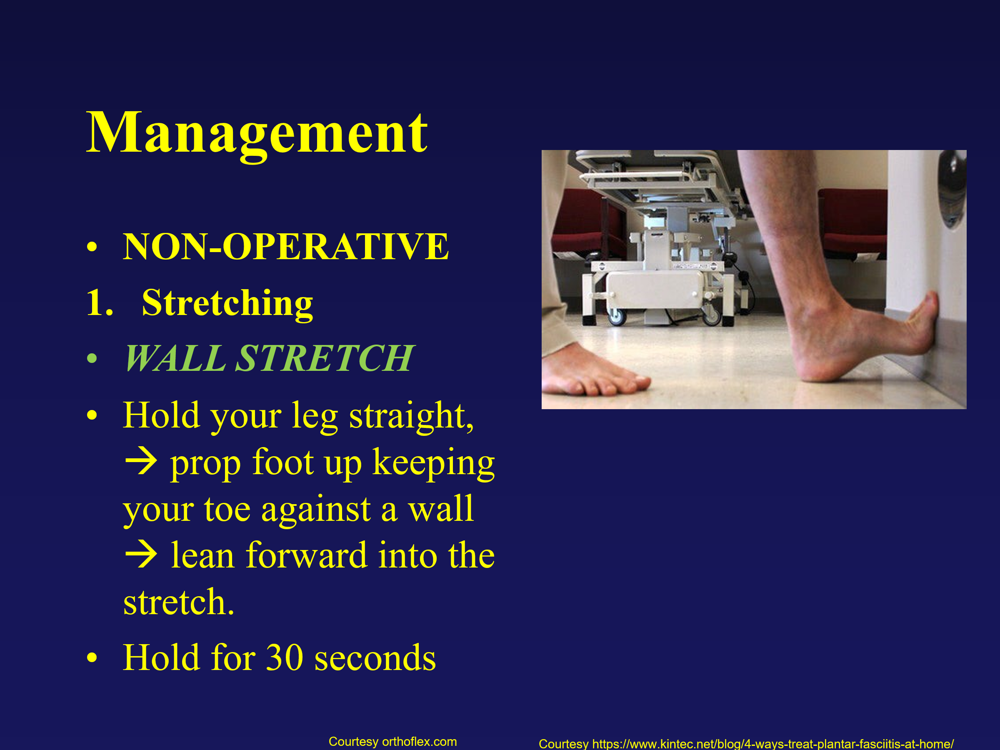 Management
• NON-OPERATIVE
1. Stretching
• WALL STRETCH
• Hold your leg straight,
→ prop foot up keeping
your toe against a wall
→ lean forward into the
stretch.
• Hold for 30 seconds
Courtesy orthoflex.com
Courtesy https://www.kintec.net/blog/4-ways-treat-plantar-fasciitis-at-home/